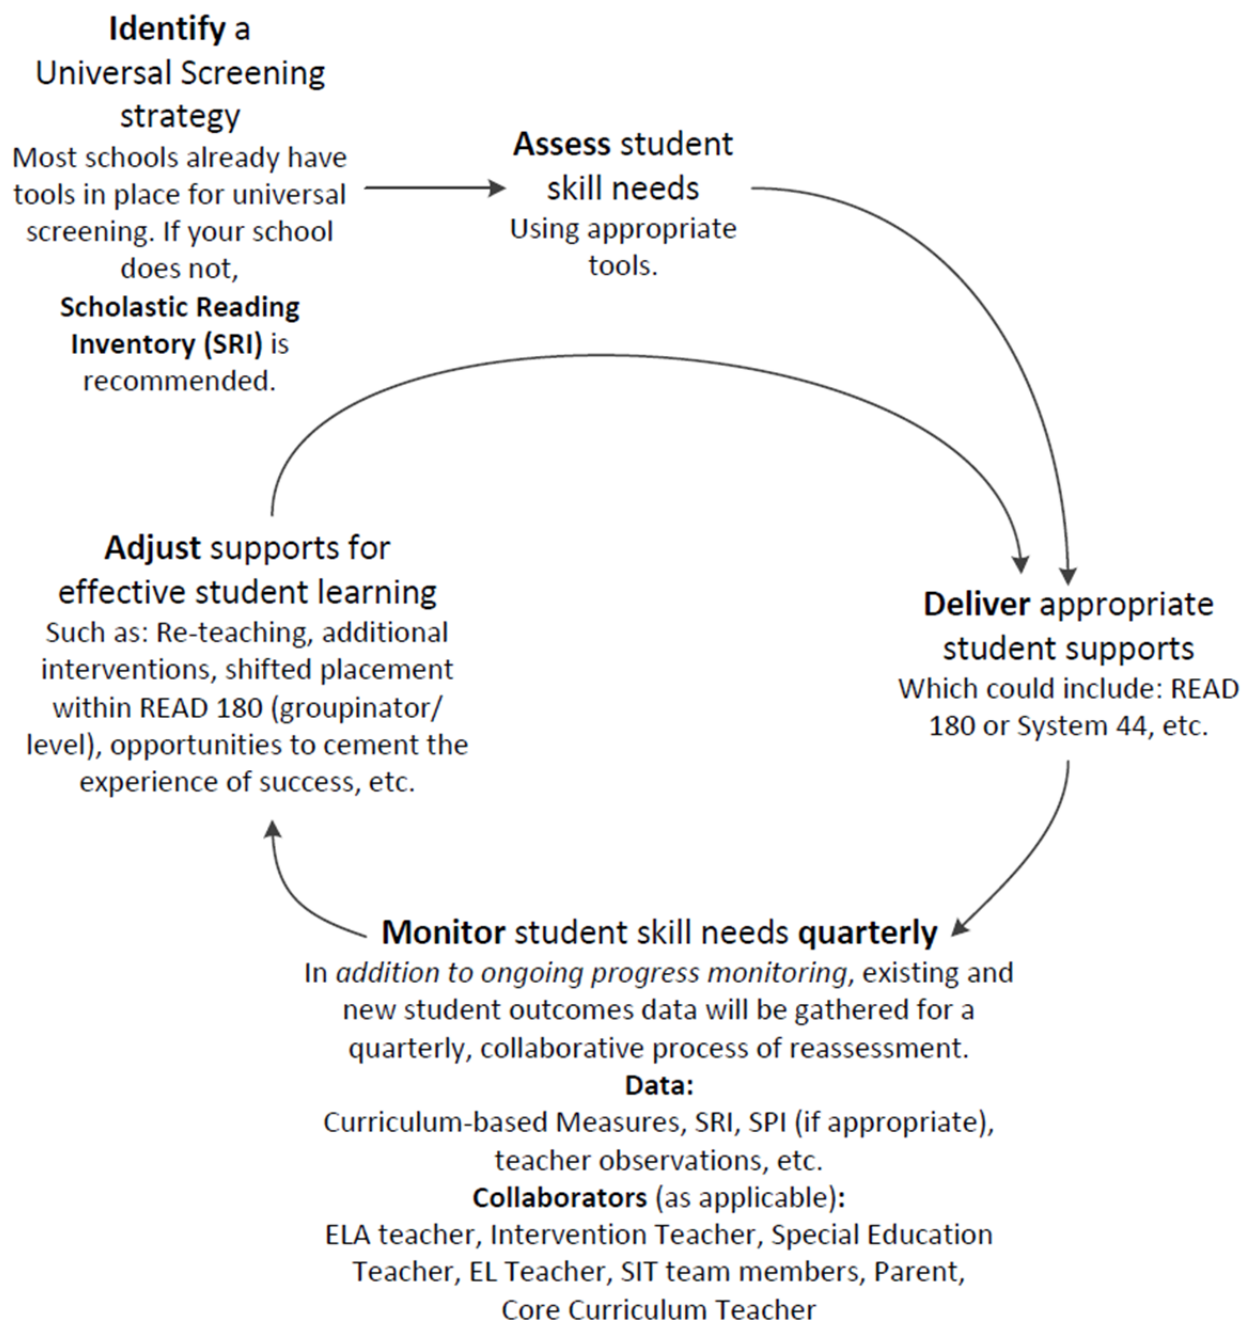 Identify a
Universal Screening
strategy
Most schools already have
tools in place for universal
screening. If your school
does not,
Scholastic Reading
Inventory (SRI) is
recommended.
Assess student
skill needs
Using appropriate
tools.
Deliver appropriate
student supports
Which could include: READ
180 or System 44, etc.
Monitor student skill needs quarterly
In addition to ongoing progress monitoring, existing and
new student outcomes data will be gathered for a
quarterly, collaborative process of reassessment.
Data:
Curriculum-based Measures, SRI, SPI (if appropriate),
teacher observations, etc.
Collaborators (as applicable):
ELA teacher, Intervention Teacher, Special Education
Teacher, EL Teacher, SIT team members, Parent,
Core Curriculum Teacher
Adjust supports for
effective student learning
Such as: Re-teaching, additional
interventions, shifted placement
within READ 180 (groupinator/
level), opportunities to cement the
experience of success, etc.